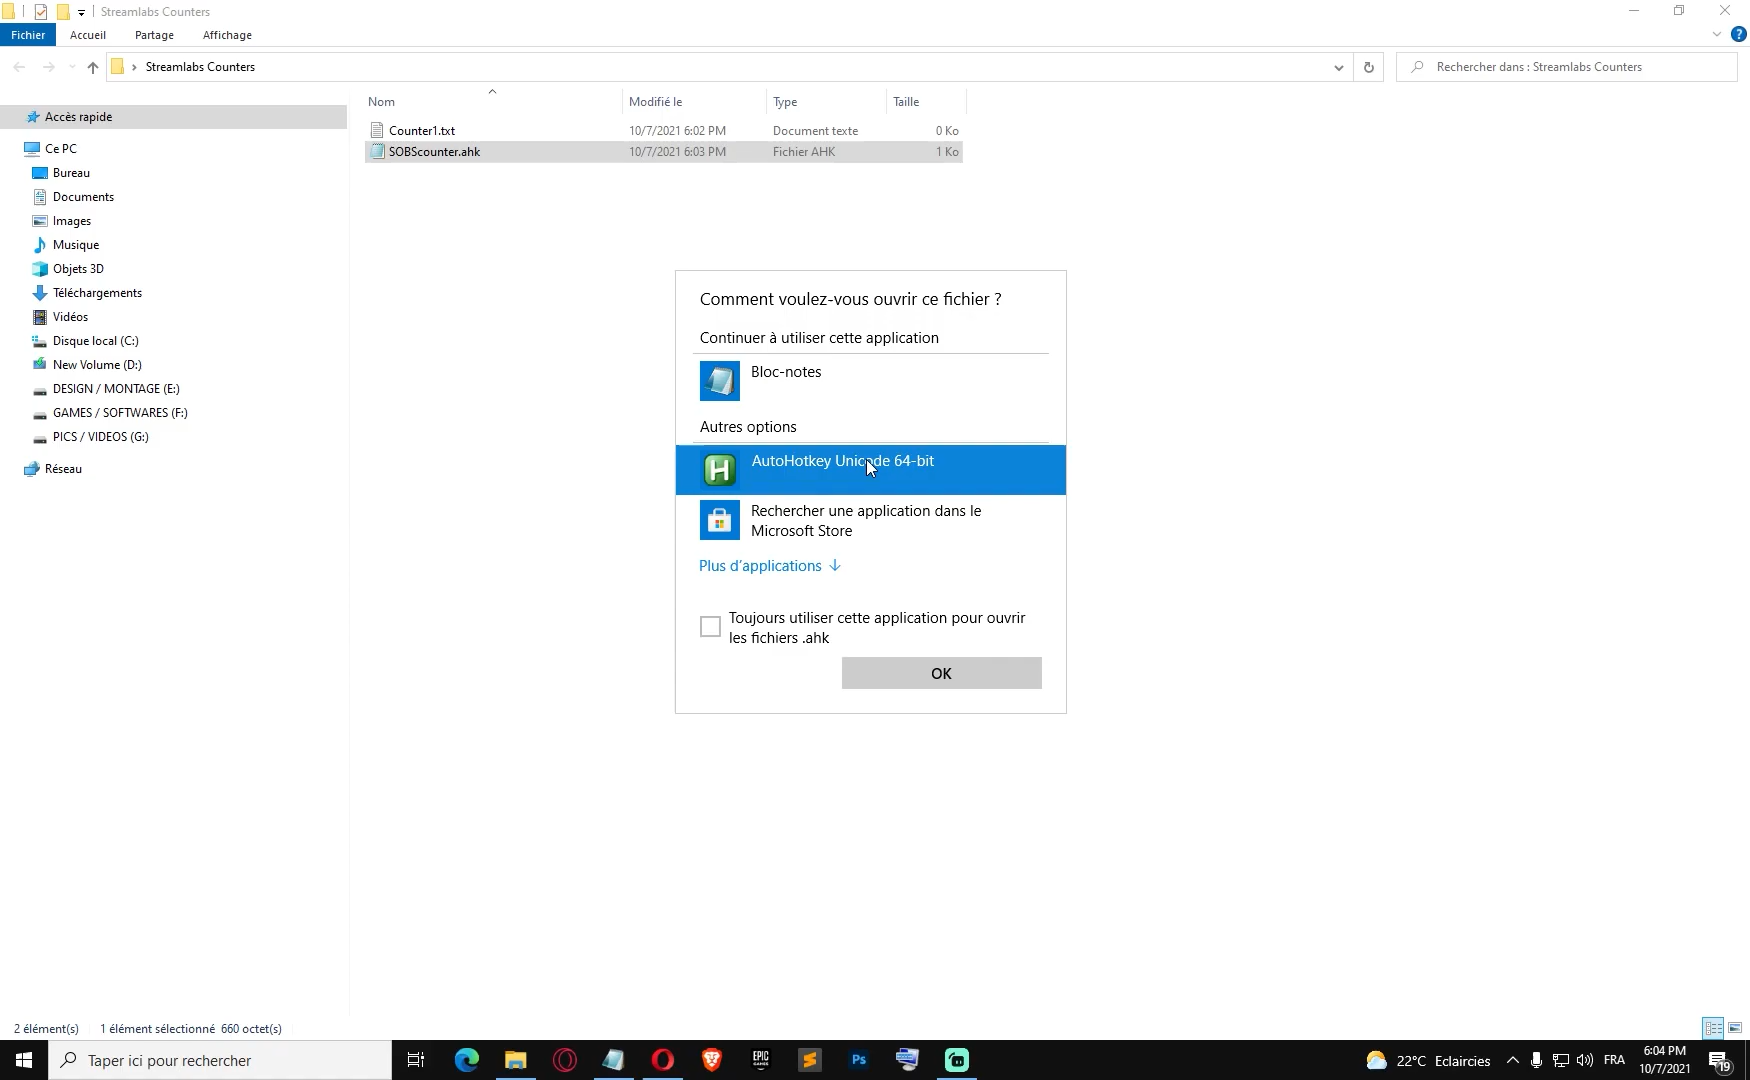 Streamlabs Counters
Fichier
Accueil
Partage
Affichage
Streamlabs Counters
Rechercher dans : Streamlabs Counters
Nom
Modifié le
Type
Taille
Accès rapide
Ce PC
Bureau
Documents
Images
Musique
Objets 3D
Téléchargements
Vidéos
Disque local (C:)
New Volume (D:)
DESIGN / MONTAGE (E:)
GAMES / SOFTWARES (F:)
PICS / VIDEOS (G:)
Réseau
Counter1.txt 10/7/2021 6:02 PM Document texte 0 Ko
SOBScounter.ahk 10/7/2021 6:03 PM Fichier AHK 1 Ko
Comment voulez-vous ouvrir ce fichier ?
Continuer à utiliser cette application
Bloc-notes
Autres options
AutoHotkey Unicode 64-bit
Rechercher une application dans le
Microsoft Store
Plus d'applications
Toujours utiliser cette application pour ouvrir
les fichiers .ahk
OK
2 élément(s) 1 élément sélectionné 660 octet(s)
Taper ici pour rechercher
EPIC GAMES
Ps
22°C Eclaircies
FRA
6:04 PM
10/7/2021
19